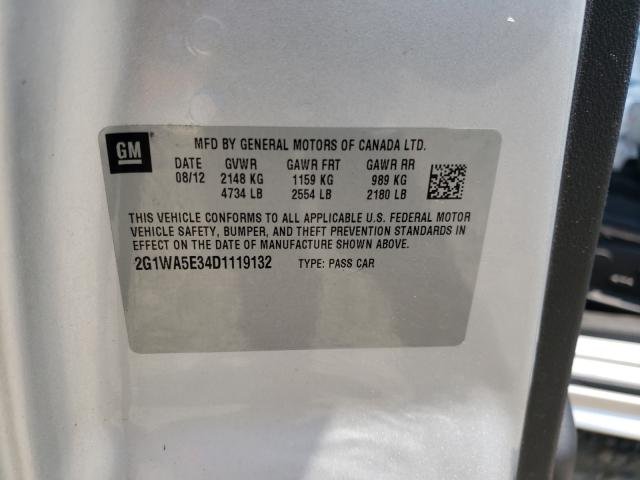 GM
MFD BY GENERAL MOTORS OF CANADA LTD.
DATE GVWR GAWR FRT GAWR RR
08/12 2148 KG 1159 KG 989 KG
4734 LB 2554 LB 2180 LB
THIS VEHICLE CONFORMS TO ALL APPLICABLE U.S. FEDERAL MOTOR
VEHICLE SAFETY, BUMPER, AND THEFT PREVENTION STANDARDS IN
EFFECT ON THE DATE OF MANUFACTURE SHOWN ABOVE.
2G1WA5E34D1119132 TYPE: PASS CAR